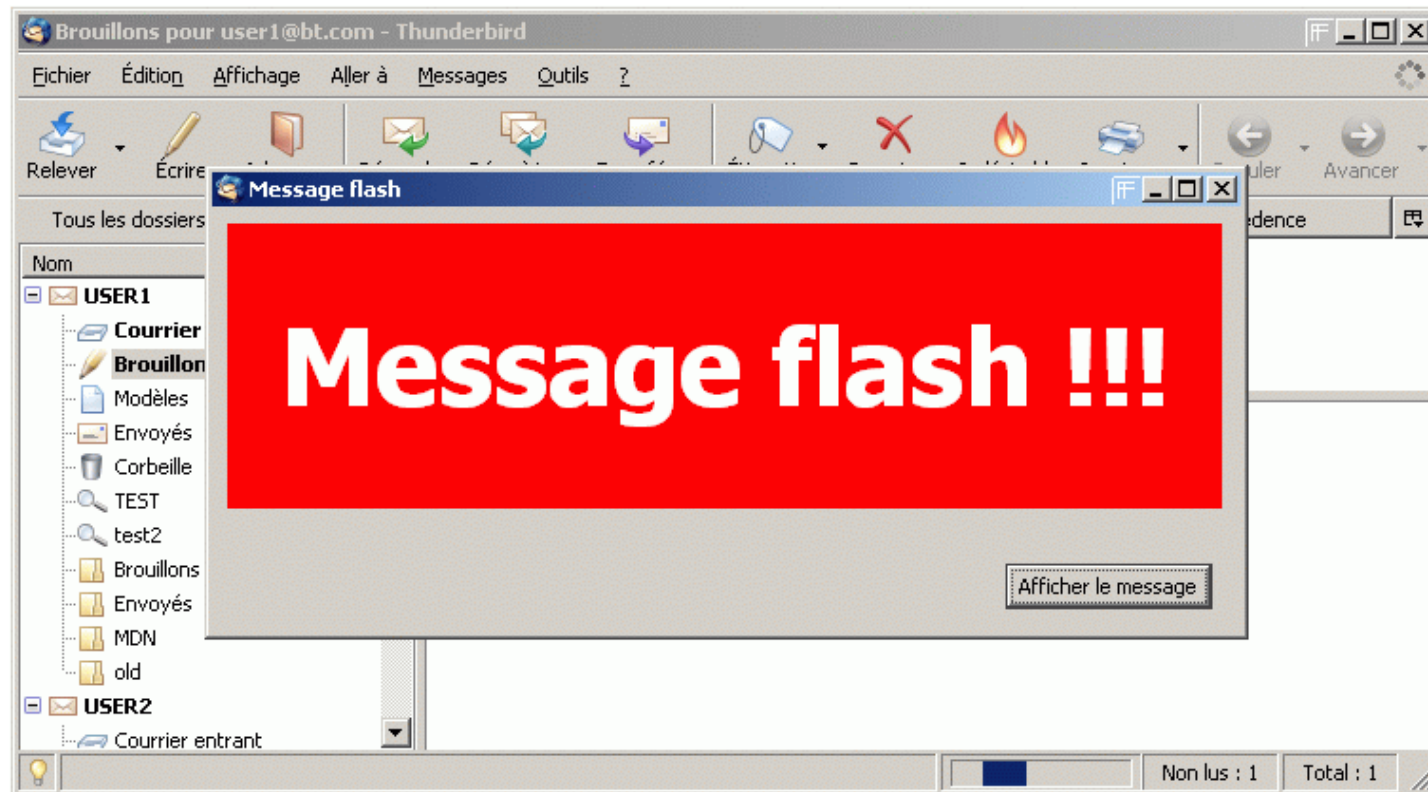 Brouillons pour user1@bt.com - Thunderbird
Fichier Édition Affichage Aller à Messages Outils ?
Relever Écrire Avancer
Message flash
Tous les dossiers
Nom
Message flash !!!
USER1
Courrier
Brouillon
Modèles
Envoyés
Corbeille
TEST
test2
Brouillons
Envoyés
Afficher le message
MDN
old
USER2
Courrier entrant
Non lus : 1 Total : 1